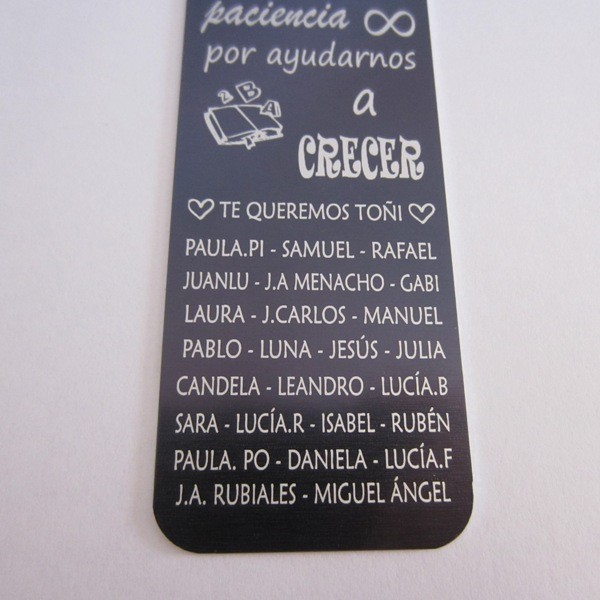 paciencia ∞
por ayudarnos
2 B A
a
CRECER
♡ TE QUEREMOS TOÑI ♡
PAULA.PI - SAMUEL - RAFAEL
JUANLU - J.A MENACHO - GABI
LAURA - J.CARLOS - MANUEL
PABLO - LUNA - JESÚS - JULIA
CANDELA - LEANDRO - LUCÍA.B
SARA - LUCÍA.R - ISABEL - RUBÉN
PAULA. PO - DANIELA - LUCÍA.F
J.A. RUBIALES - MIGUEL ÁNGEL